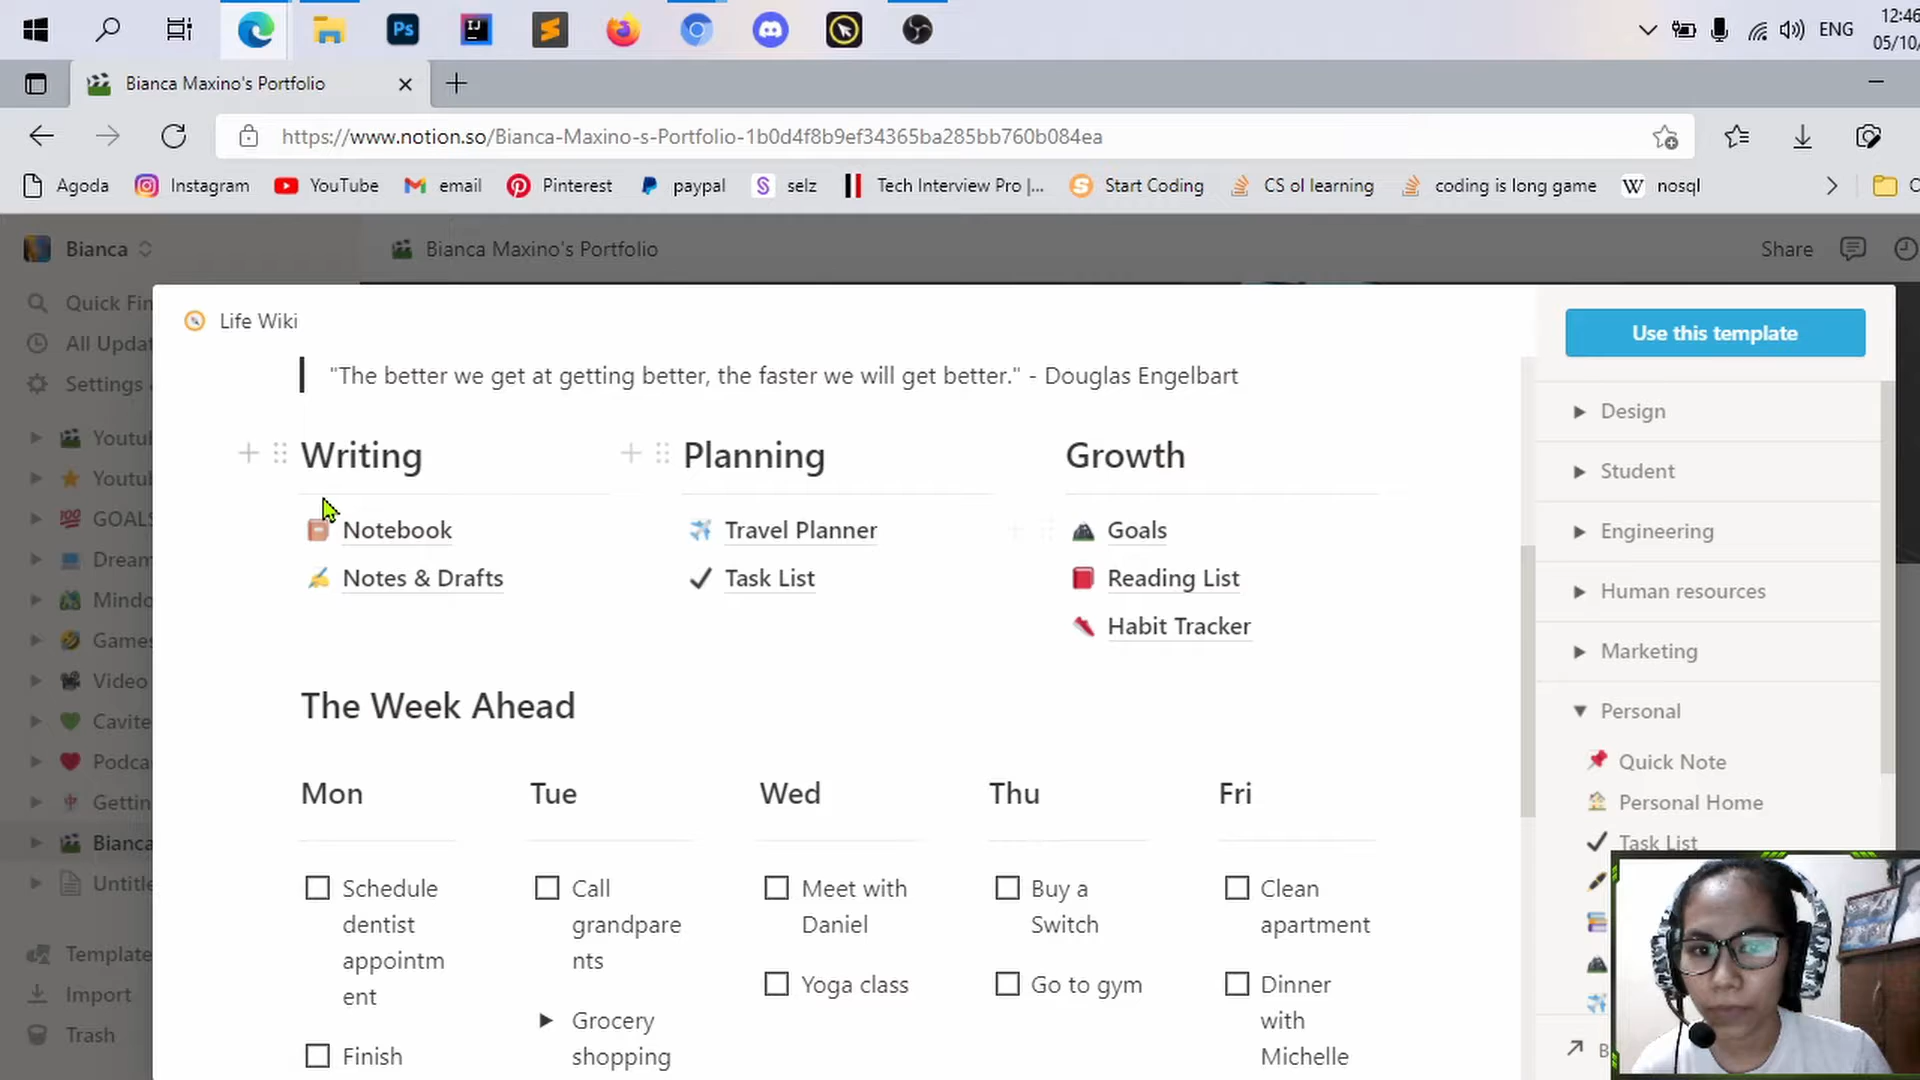 12:46
ENG
05/10/
Bianca Maxino's Portfolio
https://www.notion.so/Bianca-Maxino-s-Portfolio-1b0d4f8b9ef34365ba285bb760b084ea
Agoda Instagram YouTube email Pinterest paypal selz Tech Interview Pro |... Start Coding CS ol learning coding is long game nosql
Bianca
Bianca Maxino's Portfolio
Share
Quick Fin
All Upda
Settings
Youtu
Youtu
GOALS
Dream
Mind
Games
Video
Cavite
Podca
Gettin
Bianca
Untitle
Template
Import
Trash
Life Wiki
"The better we get at getting better, the faster we will get better." - Douglas Engelbart
Writing
Notebook
Notes & Drafts
Planning
Travel Planner
Task List
Growth
Goals
Reading List
Habit Tracker
The Week Ahead
Mon
Schedule
dentist
appointm
ent
Finish
Tue
Call
grandpare
nts
Grocery
shopping
Wed
Meet with
Daniel
Yoga class
Thu
Buy a
Switch
Go to gym
Fri
Clean
apartment
Dinner
with
Michelle
Use this template
Design
Student
Engineering
Human resources
Marketing
Personal
Quick Note
Personal Home
Task List
B